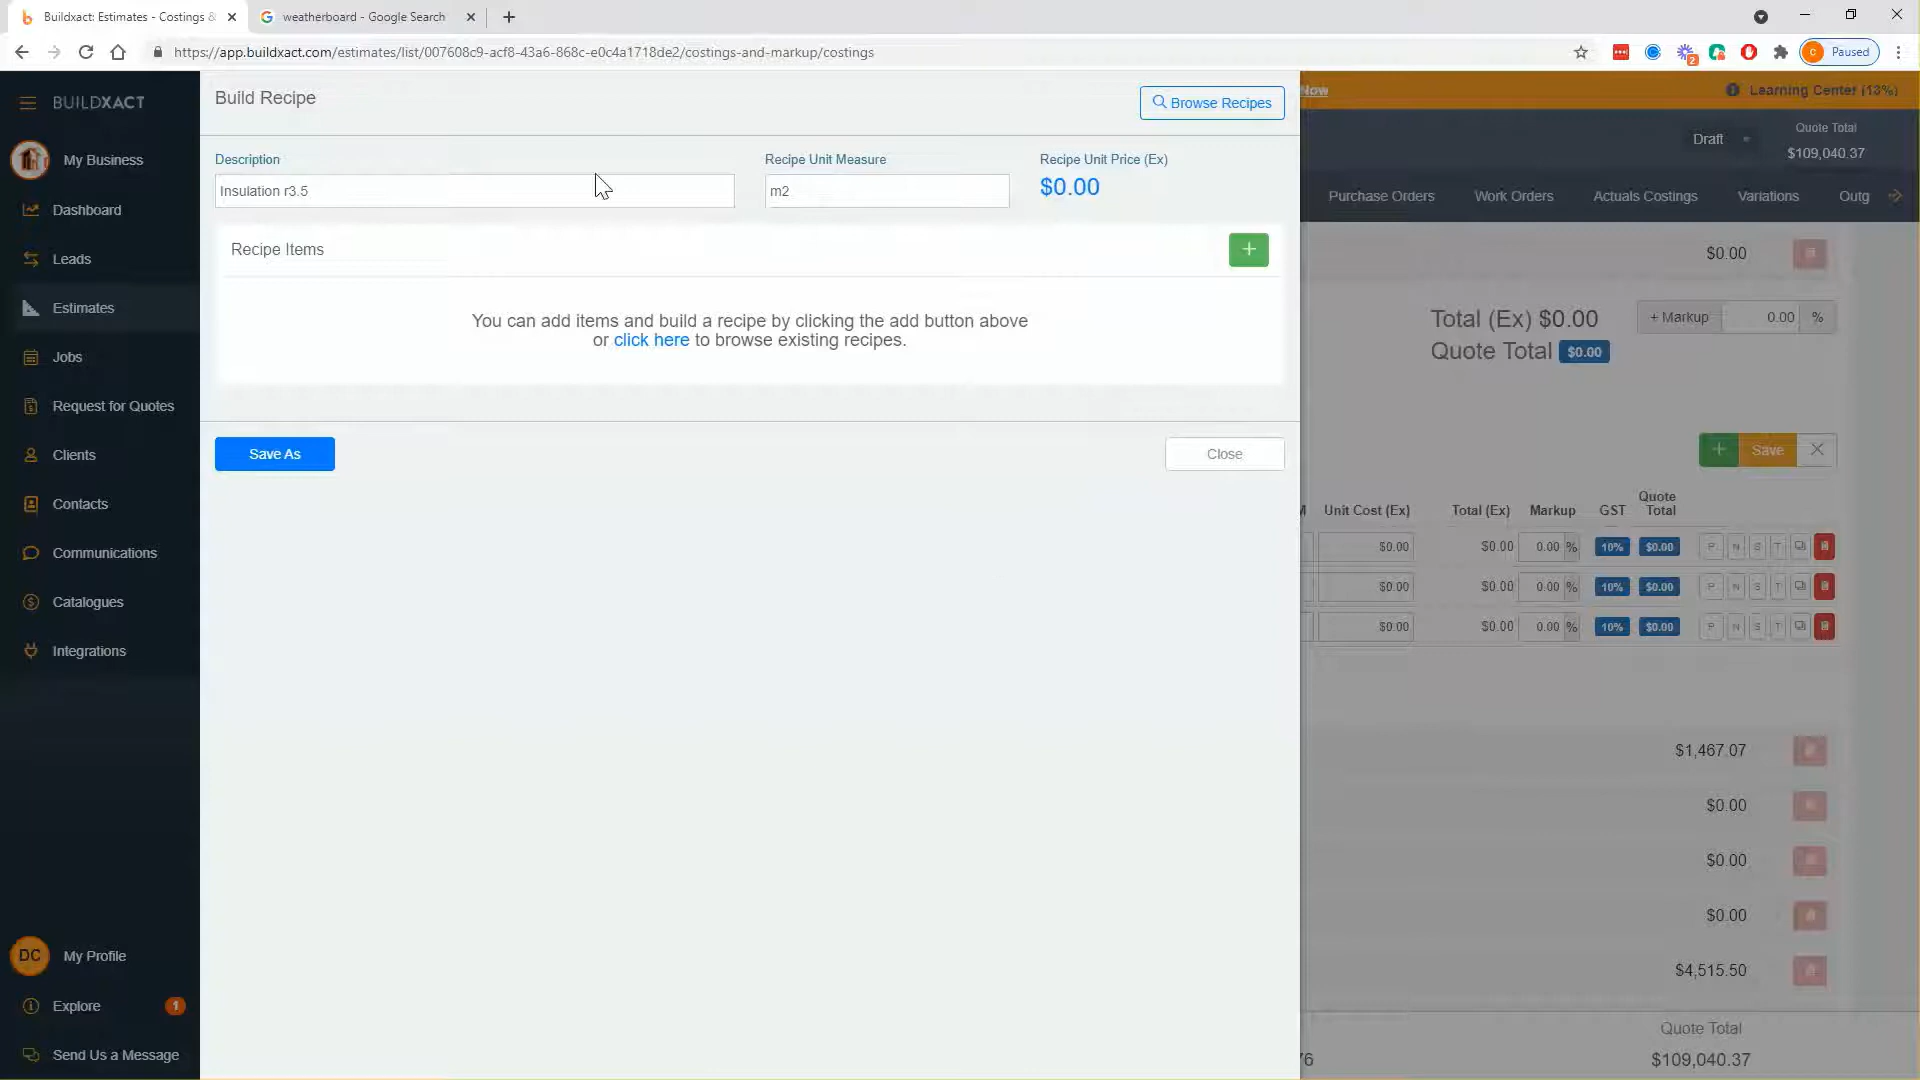 Buildxact: Estimates - Costings &
weatherboard - Google Search
https://app.buildxact.com/estimates/list/007608c9-acf8-43a6-868c-e0c4a1718de2/costings-and-markup/costings
2
C Paused
BUILDXACT
My Business
Dashboard
Leads
Estimates
Jobs
Request for Quotes
Clients
Contacts
Communications
Catalogues
Integrations
DC My Profile
Explore 1
Send Us a Message
Build Recipe
Browse Recipes
Description
Recipe Unit Measure
Recipe Unit Price (Ex)
Insulation r3.5
m2
$0.00
Recipe Items
+
You can add items and build a recipe by clicking the add button above
or click here to browse existing recipes.
Save As
Close
Now
Learning Center (13%)
Draft
Quote Total
$109,040.37
Purchase Orders Work Orders Actuals Costings Variations Outg
$0.00
Total (Ex) $0.00
+ Markup 0.00 %
Quote Total $0.00
+ Save
M Unit Cost (Ex) Total (Ex) Markup GST Quote Total
$0.00 $0.00 0.00 % 10% $0.00 P N S T
$0.00 $0.00 0.00 % 10% $0.00 P N S T
$0.00 $0.00 0.00 % 10% $0.00 P N S T
$1,467.07
$0.00
$0.00
$0.00
$4,515.50
Quote Total
76
$109,040.37